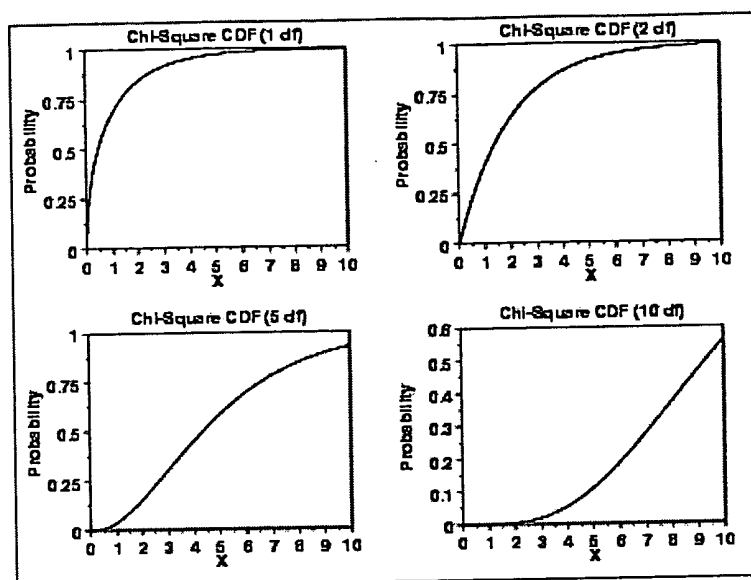 Chi-Square CDF (1 df)
Probability
1
0.75
0.5
0.25
0
0 1 2 3 4 5 6 7 8 9 10
X
Chi-Square CDF (2 df)
Probability
1
0.75
0.5
0.25
0
0 1 2 3 4 5 6 7 8 9 10
X
Chi-Square CDF (5 df)
Probability
1
0.75
0.5
0.25
0
0 1 2 3 4 5 6 7 8 9 10
X
Chi-Square CDF (10 df)
Probability
0.6
0.5
0.4
0.3
0.2
0.1
0
0 1 2 3 4 5 6 7 8 9 10
X